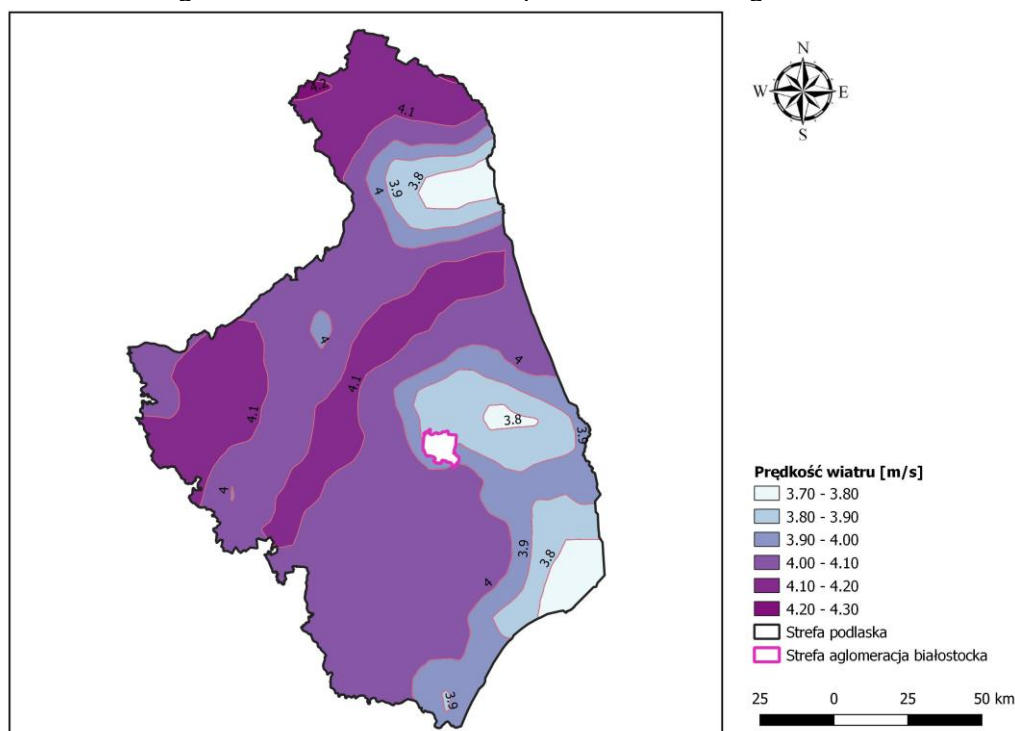 N
W E
S
4.2
4.1
3.8
3.9
4
4
4.1
4
4.1
3.8
3.9
4
3.9
3.8
4
3.9
Prędkość wiatru [m/s]
3.70 - 3.80
3.80 - 3.90
3.90 - 4.00
4.00 - 4.10
4.10 - 4.20
4.20 - 4.30
Strefa podlaska
Strefa aglomeracja białostocka
25 0 25 50 km